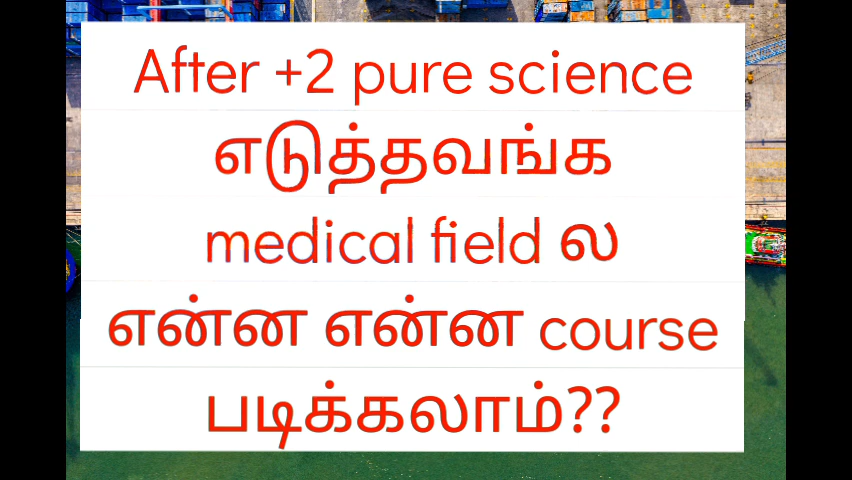 After +2 pure science
எடுத்தவங்க
medical field ல
என்ன என்ன course
படிக்கலாம்??